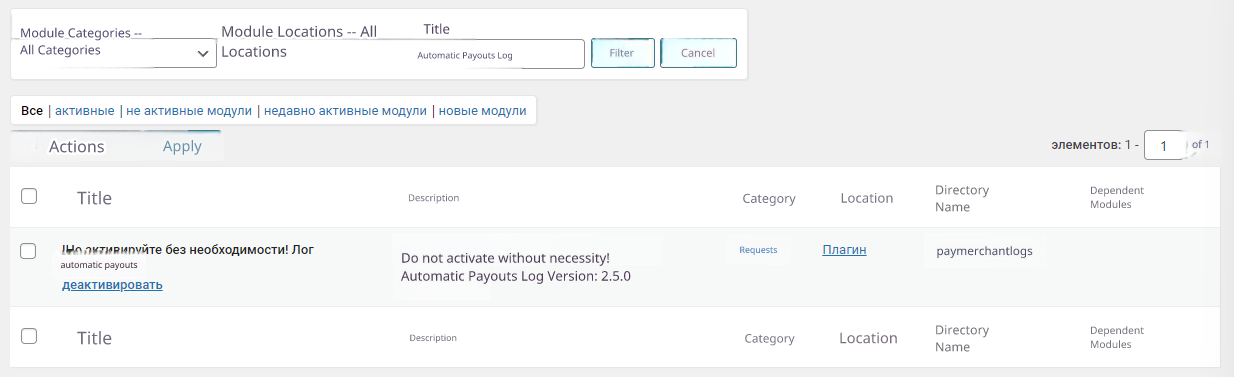 Module Categories --
All Categories
Module Locations -- All
Locations
Title
Automatic Payouts Log
Filter
Cancel
Все | активные | не активные модули | недавно активные модули | новые модули
Actions
Apply
элементов: 1 -
1
of 1
Title
Description
Category
Location
Directory
Name
Dependent
Modules
без необходимости! Лог
automatic payouts
деактивировать
Do not activate without necessity!
Automatic Payouts Log Version: 2.5.0
Requests
Плагин
paymerchantlogs
Title
Description
Category
Location
Directory
Name
Dependent
Modules